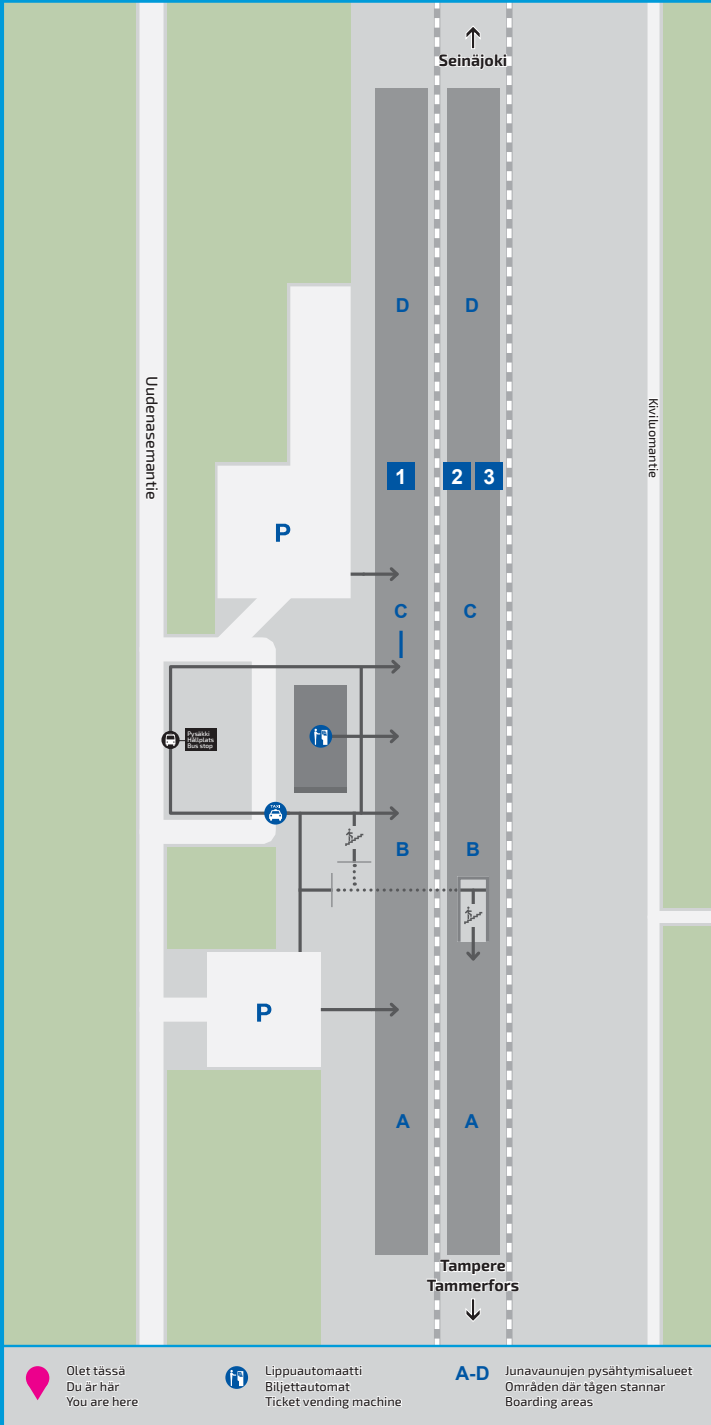 Seinäjoki
D D
Uudenasemantie
Kiviluomantie
1 2 3
P
C C
Pysäkki
Hållplats
Bus stop
TAXI
B B
P
A A
Tampere
Tammerfors
Olet tässä
Du är här
You are here
Lippuautomaatti
Biljettautomat
Ticket vending machine
A-D
Junavaunujen pysähtymisalueet
Områden där tågen stannar
Boarding areas